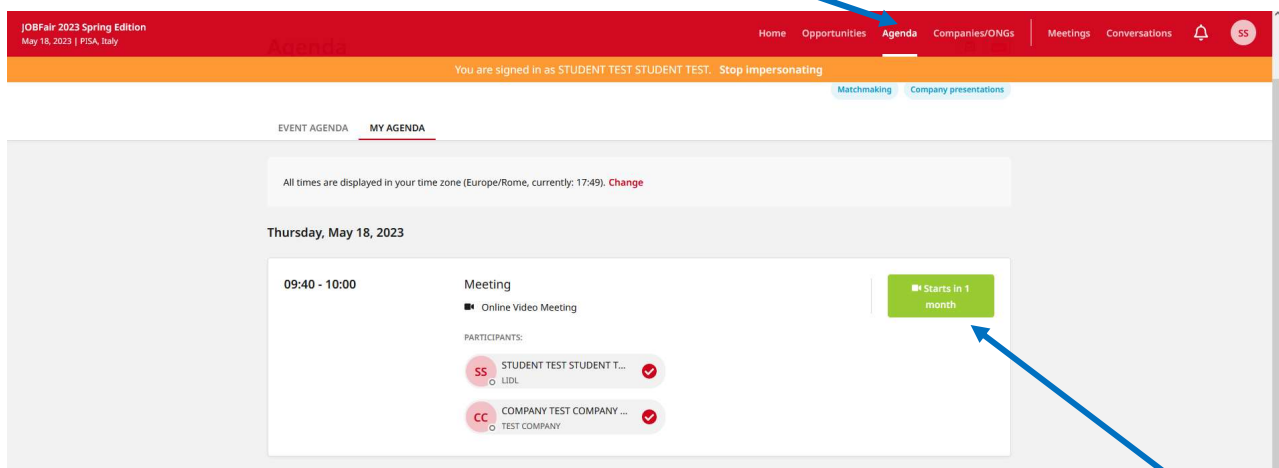 JOBFair 2023 Spring Edition
May 18, 2023 | PISA, Italy
Agenda
Home Opportunities Agenda Companies/ONGs Meetings Conversations SS
You are signed in as STUDENT TEST STUDENT TEST. Stop impersonating
Matchmaking Company presentations
EVENT AGENDA MY AGENDA
All times are displayed in your time zone (Europe/Rome, currently: 17:49). Change
Thursday, May 18, 2023
09:40 - 10:00 Meeting
Starts in 1
month
Online Video Meeting
PARTICIPANTS:
SS STUDENT TEST STUDENT T...
LIDL
CC COMPANY TEST COMPANY ...
TEST COMPANY